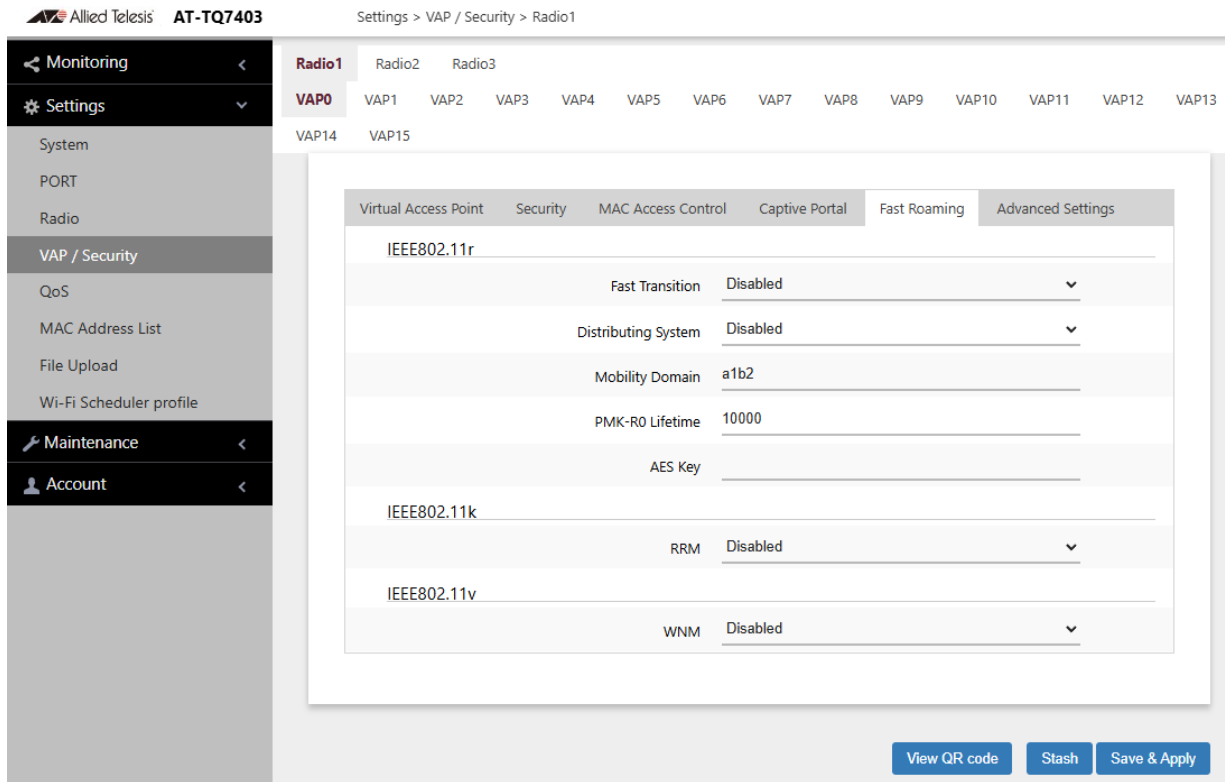 Allied Telesis AT-TQ7403 Settings > VAP / Security > Radio1
Monitoring
Settings
System
PORT
Radio
VAP / Security
QoS
MAC Address List
File Upload
Wi-Fi Scheduler profile
Maintenance
Account
Radio1 Radio2 Radio3
VAP0 VAP1 VAP2 VAP3 VAP4 VAP5 VAP6 VAP7 VAP8 VAP9 VAP10 VAP11 VAP12 VAP13
VAP14 VAP15
Virtual Access Point Security MAC Access Control Captive Portal Fast Roaming Advanced Settings
IEEE802.11r
Fast Transition Disabled
Distributing System Disabled
Mobility Domain a1b2
PMK-R0 Lifetime 10000
AES Key
IEEE802.11k
RRM Disabled
IEEE802.11v
WNM Disabled
View QR code Stash Save & Apply